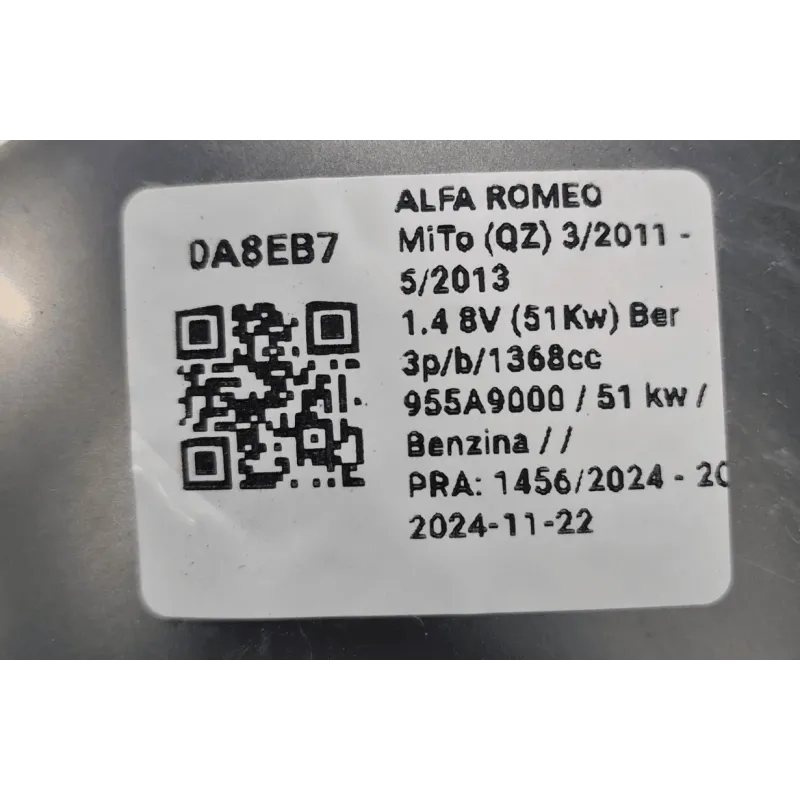 0A8EB7
ALFA ROMEO
MiTo (QZ) 3/2011 -
5/2013
1.4 8V (51Kw) Ber
3p/b/1368cc
955A9000 / 51 kw /
Benzina / /
PRA: 1456/2024 - 20
2024-11-22